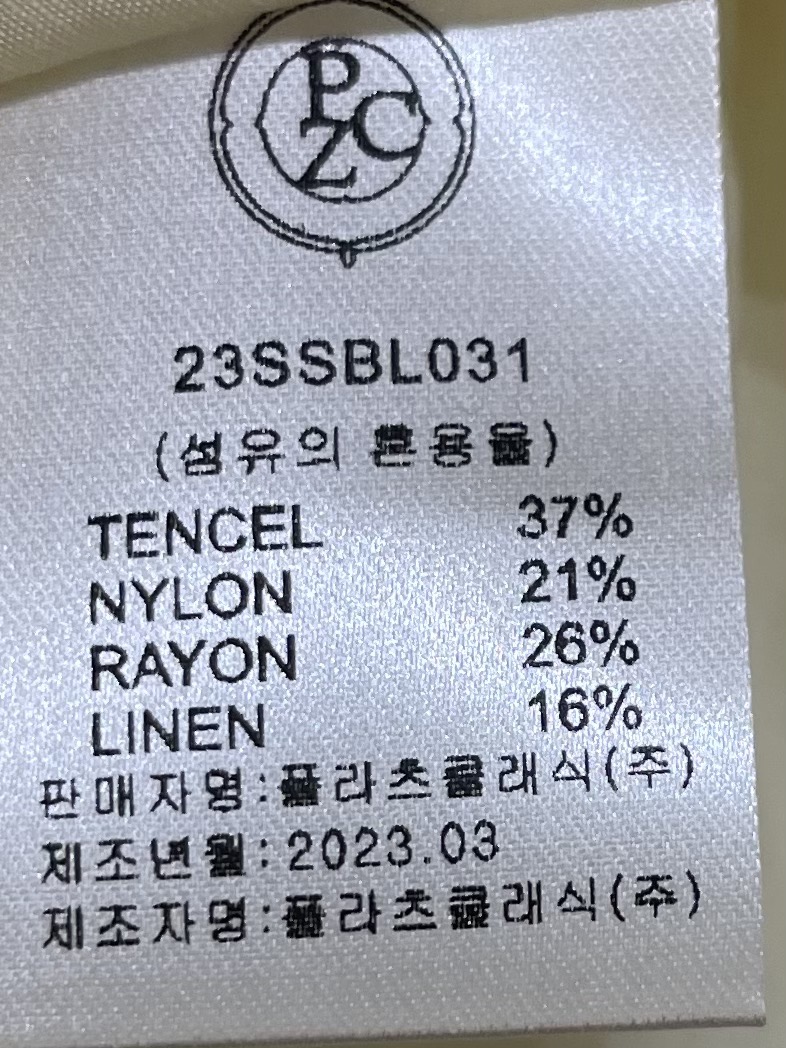 PZC
23SSBL031
(섬유의 혼용율)
TENCEL 37%
NYLON 21%
RAYON 26%
LINEN 16%
판매자명:플라츠클래식(주)
제조년월:2023.03
제조자명:플라츠클래식(주)